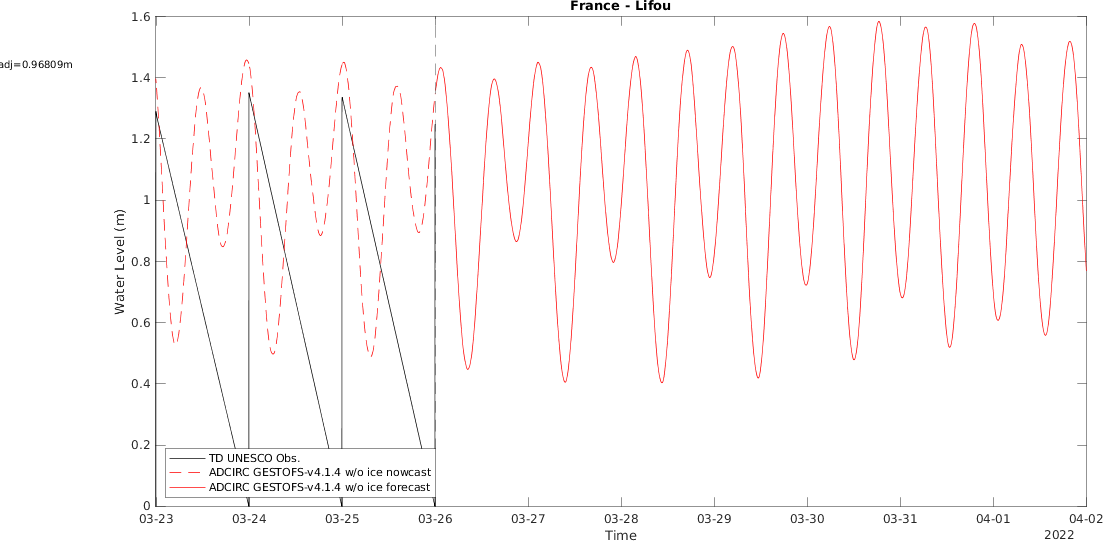 France - Lifou
adj=0.96809m
1.6
1.4
1.2
1
0.8
0.6
0.4
0.2
0
Water Level (m)
TD UNESCO Obs.
ADCIRC GESTOFS-v4.1.4 w/o ice nowcast
ADCIRC GESTOFS-v4.1.4 w/o ice forecast
03-23 03-24 03-25 03-26 03-27 03-28 03-29 03-30 03-31 04-01 04-02
Time
2022